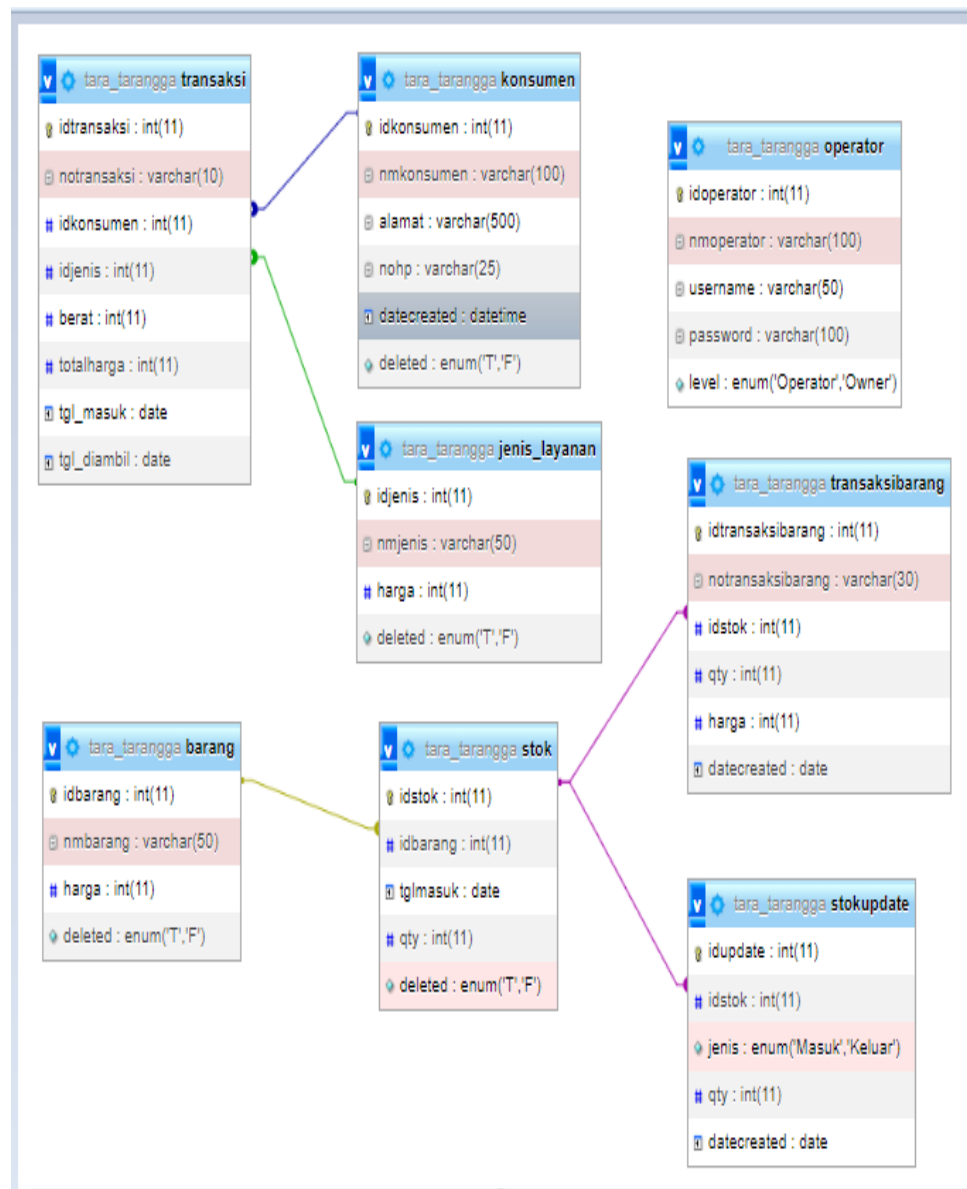 tara_tarangga transaksi
idtransaksi : int(11)
notransaksi : varchar(10)
idkonsumen : int(11)
idjenis : int(11)
berat : int(11)
totalharga : int(11)
tgl_masuk : date
tgl_diambil : date
tara_tarangga konsumen
idkonsumen : int(11)
nmkonsumen : varchar(100)
alamat : varchar(500)
nohp : varchar(25)
datecreated : datetime
deleted : enum('T','F')
tara_tarangga operator
idoperator : int(11)
nmoperator : varchar(100)
username : varchar(50)
password : varchar(100)
level : enum('Operator','Owner')
tara_tarangga jenis_layanan
idjenis : int(11)
nmjenis : varchar(50)
harga : int(11)
deleted : enum('T','F')
tara_tarangga transaksibarang
idtransaksibarang : int(11)
notransaksibarang : varchar(30)
idstok : int(11)
qty : int(11)
harga : int(11)
datecreated : date
tara_tarangga barang
idbarang : int(11)
nmbarang : varchar(50)
harga : int(11)
deleted : enum('T','F')
tara_tarangga stok
idstok : int(11)
idbarang : int(11)
tglmasuk : date
qty : int(11)
deleted : enum('T','F')
tara_tarangga stokupdate
idupdate : int(11)
idstok : int(11)
jenis : enum('Masuk','Keluar')
qty : int(11)
datecreated : date